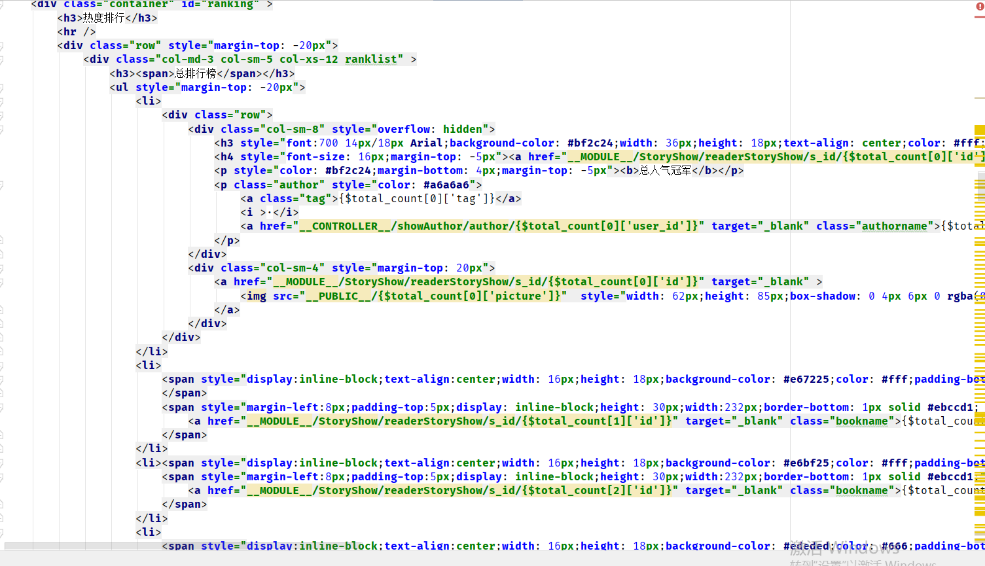 <div class="container" id="ranking" >
<h3>热度排行</h3>
<hr />
<div class="row" style="margin-top: -20px">
<div class="col-md-3 col-sm-5 col-xs-12 ranklist" >
<h3><span>总排行榜</span></h3>
<ul style="margin-top: -20px">
<li>
<div class="row">
<div class="col-sm-8" style="overflow: hidden">
<h3 style="font:700 14px/18px Arial;background-color: #bf2c24;width: 36px;height: 18px;text-align: center;color: #fff;
<h4 style="font-size: 16px;margin-top: -5px"><a href="__MODULE__/StoryShow/readerStoryShow/s_id/{$total_count[0]['id']
<p style="color: #bf2c24;margin-bottom: 4px;margin-top: -5px"><b>总人气冠军</b></p>
<p class="author" style="color: #a6a6a6">
<a class="tag">{$total_count[0]['tag']}</a>
<i >·</i>
<a href="__CONTROLLER__/showAuthor/author/{$total_count[0]['user_id']}" target="_blank" class="authorname">{$tota
</p>
</div>
<div class="col-sm-4" style="margin-top: 20px">
<a href="__MODULE__/StoryShow/readerStoryShow/s_id/{$total_count[0]['id']}" target="_blank" >
<img src="__PUBLIC__/{$total_count[0]['picture']}" style="width: 62px;height: 85px;box-shadow: 0 4px 6px 0 rgba(0
</a>
</div>
</div>
</li>
<li>
<span style="display:inline-block;text-align:center;width: 16px;height: 18px;background-color: #e67225;color: #fff;padding-bot
</span>
<span style="margin-left:8px;padding-top:5px;display: inline-block;height: 30px;width:232px;border-bottom: 1px solid #ebccd1;
<a href="__MODULE__/StoryShow/readerStoryShow/s_id/{$total_count[1]['id']}" target="_blank" class="bookname">{$total_cou
</span>
</li>
<li><span style="display:inline-block;text-align:center;width: 16px;height: 18px;background-color: #e6bf25;color: #fff;padding-bot
<span style="margin-left:8px;padding-top:5px;display: inline-block;height: 30px;width:232px;border-bottom: 1px solid #ebccd1;
<a href="__MODULE__/StoryShow/readerStoryShow/s_id/{$total_count[2]['id']}" target="_blank" class="bookname">{$total_coun
</span>
</li>
<li>
<span style="display:inline-block;text-align:center;width: 16px;height: 18px;background-color: #ededed;color: #666;padding-bot
激活 Windows
转到"设置"以激活 Windows